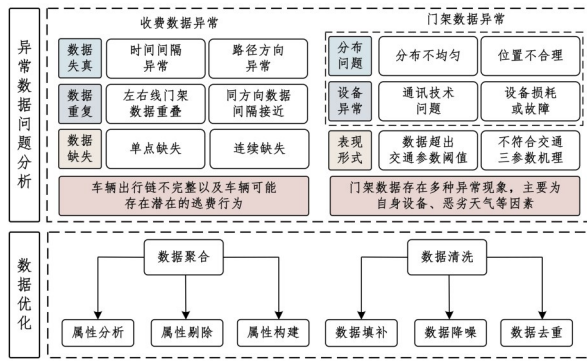 异常数据问题分析
收费数据异常
数据
失真
时间间隔
异常
路径方向
异常
数据
重复
左右线门架
数据重叠
同方向数据
间隔接近
数据
缺失
单点缺失
连续缺失
车辆出行链不完整以及车辆可能
存在潜在的逃费行为
门架数据异常
分布
问题
分布不均匀
位置不合理
设备
异常
通讯技术
问题
设备损耗
或故障
表现
形式
数据超出
交通参数阈值
不符合交通
三参数机理
门架数据存在多种异常现象，主要为
自身设备、恶劣天气等因素
数据优化
数据聚合
属性分析
属性剔除
属性构建
数据清洗
数据填补
数据降噪
数据去重